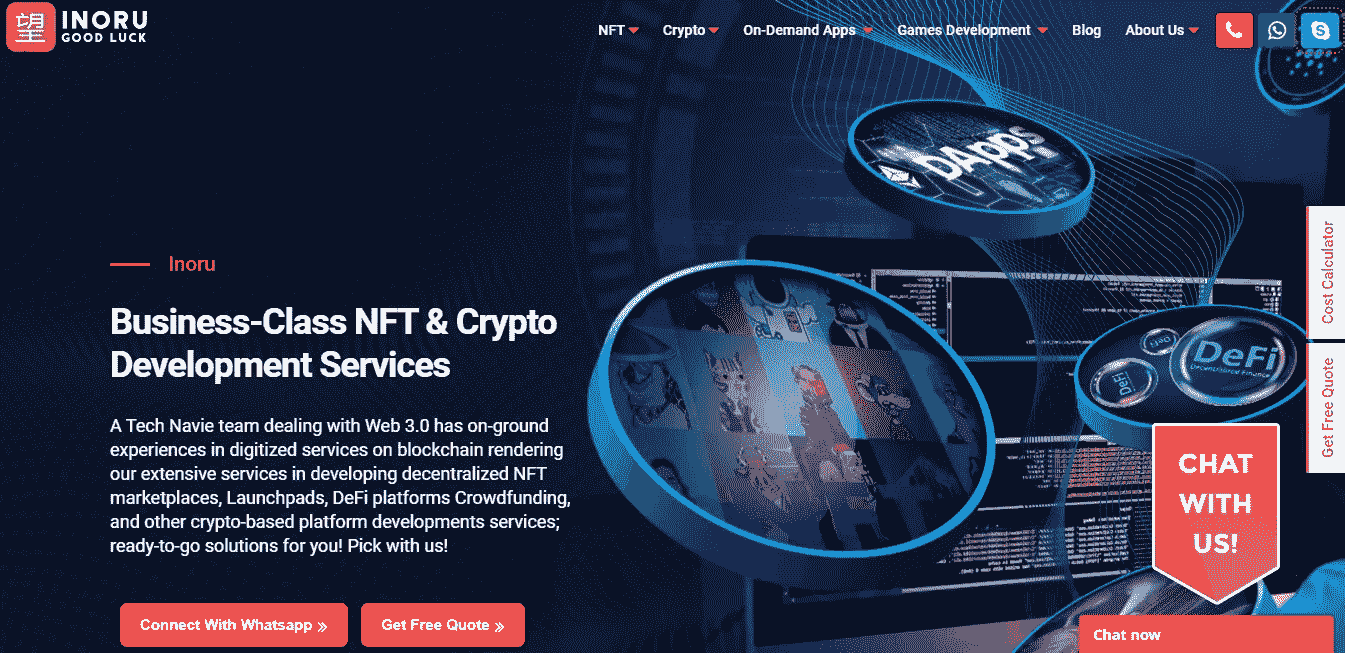 望
INORU
GOOD LUCK
NFT
Crypto
On-Demand Apps
Games Development
Blog
About Us
DApps
Cost Calculator
Inoru
Business-Class NFT & Crypto
Development Services
DeFi
Decentralized Finance
DeFi
DeFi
Get Free Quote
A Tech Navie team dealing with Web 3.0 has on-ground
experiences in digitized services on blockchain rendering
our extensive services in developing decentralized NFT
marketplaces, Launchpads, DeFi platforms Crowdfunding,
and other crypto-based platform developments services;
ready-to-go solutions for you! Pick with us!
CHAT
WITH
US!
Connect With Whatsapp »
Get Free Quote »
Chat now